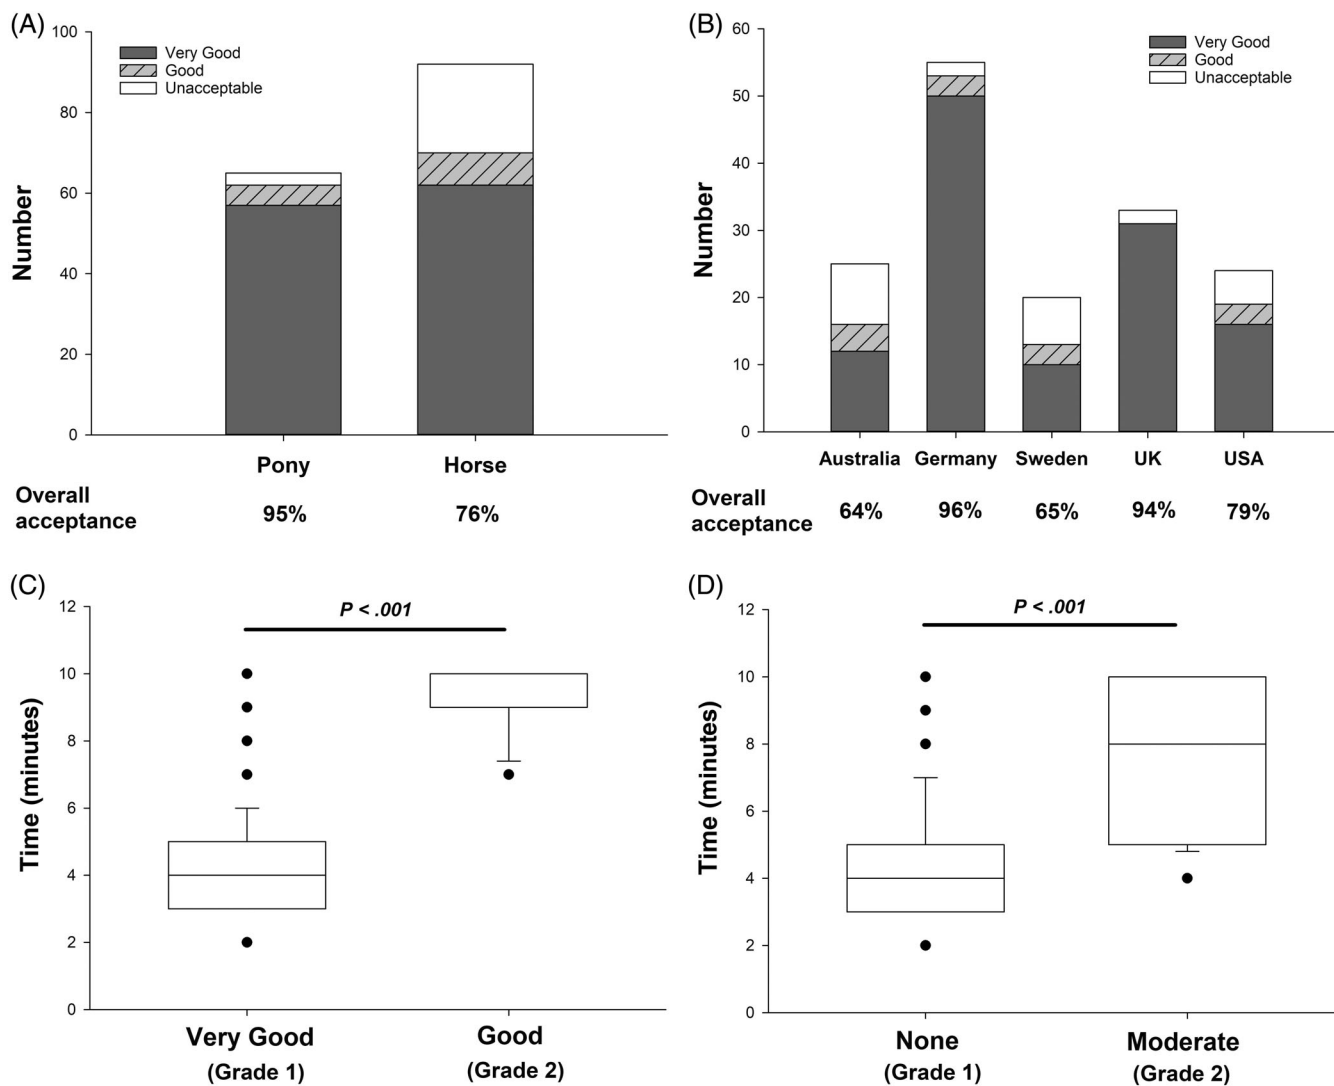 (A)
100
80
60
40
20
0
Number
Very Good
Good
Unacceptable
Pony Horse
Overall
acceptance 95% 76%
(B)
60
50
40
30
20
10
0
Number
Very Good
Good
Unacceptable
Australia Germany Sweden UK USA
Overall
acceptance 64% 96% 65% 94% 79%
(C)
12
10
8
6
4
2
0
Time (minutes)
P < .001
Very Good Good
(Grade 1) (Grade 2)
(D)
12
10
8
6
4
2
0
Time (minutes)
P < .001
None Moderate
(Grade 1) (Grade 2)